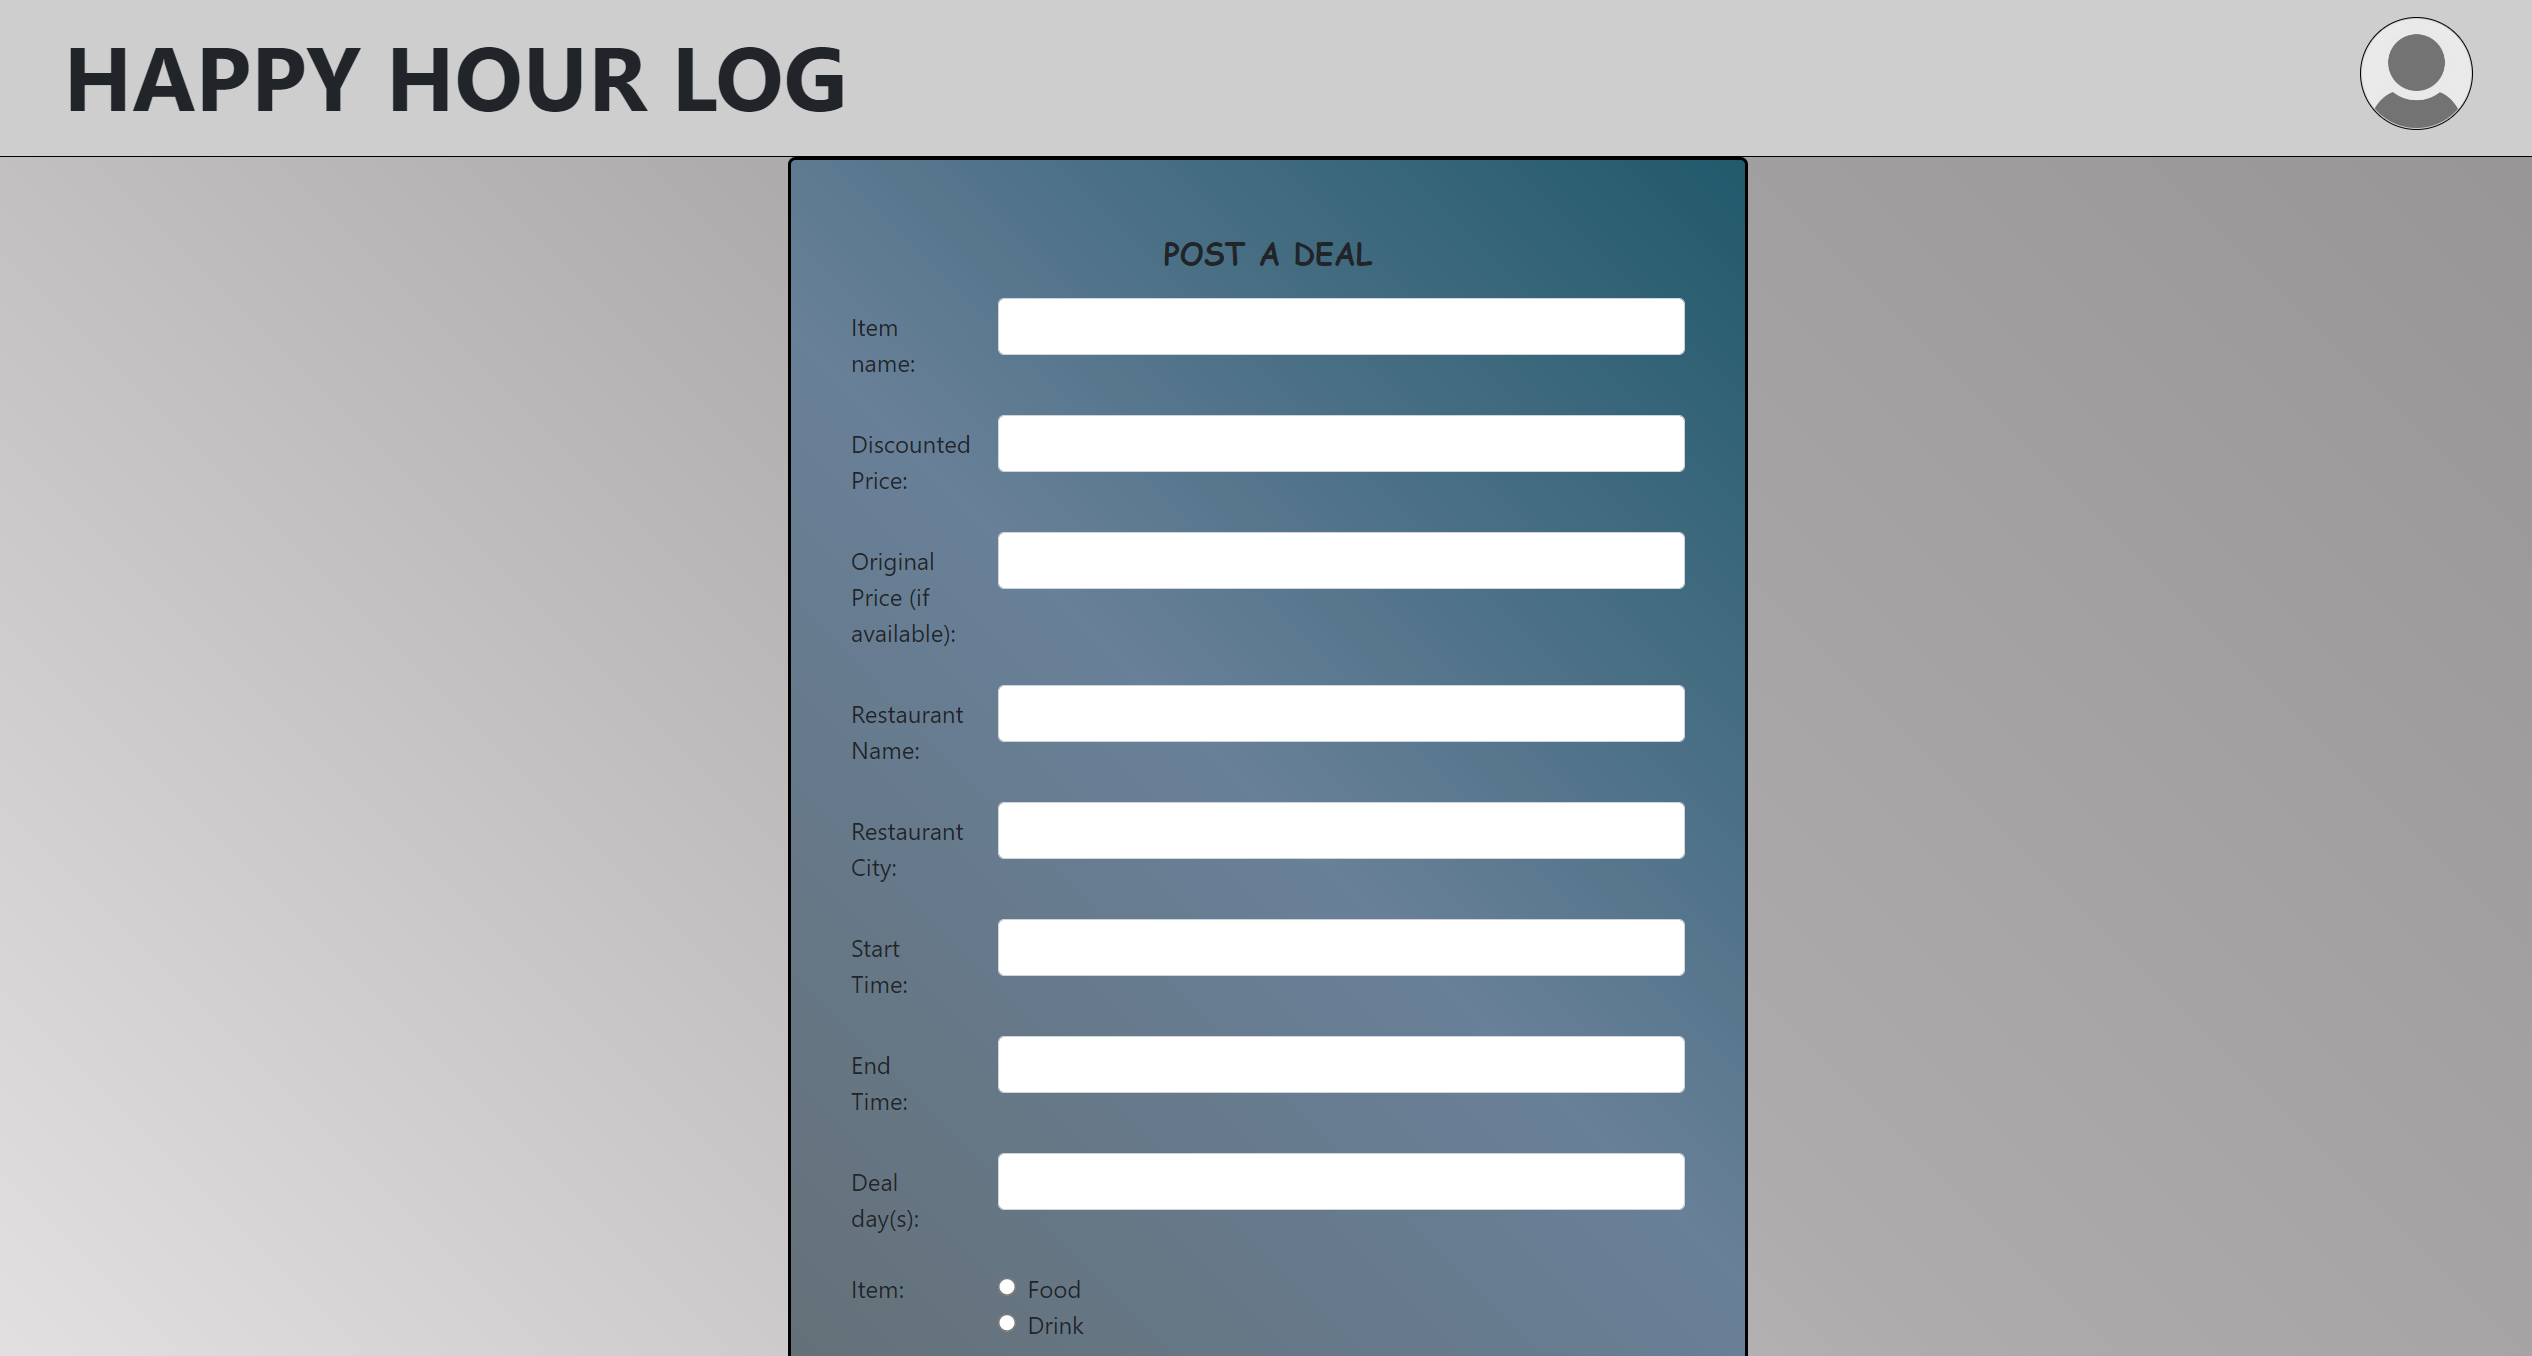 HAPPY HOUR LOG
POST A DEAL
Item
name:
Discounted
Price:
Original
Price (if
available):
Restaurant
Name:
Restaurant
City:
Start
Time:
End
Time:
Deal
day(s):
Item:
Food
Drink